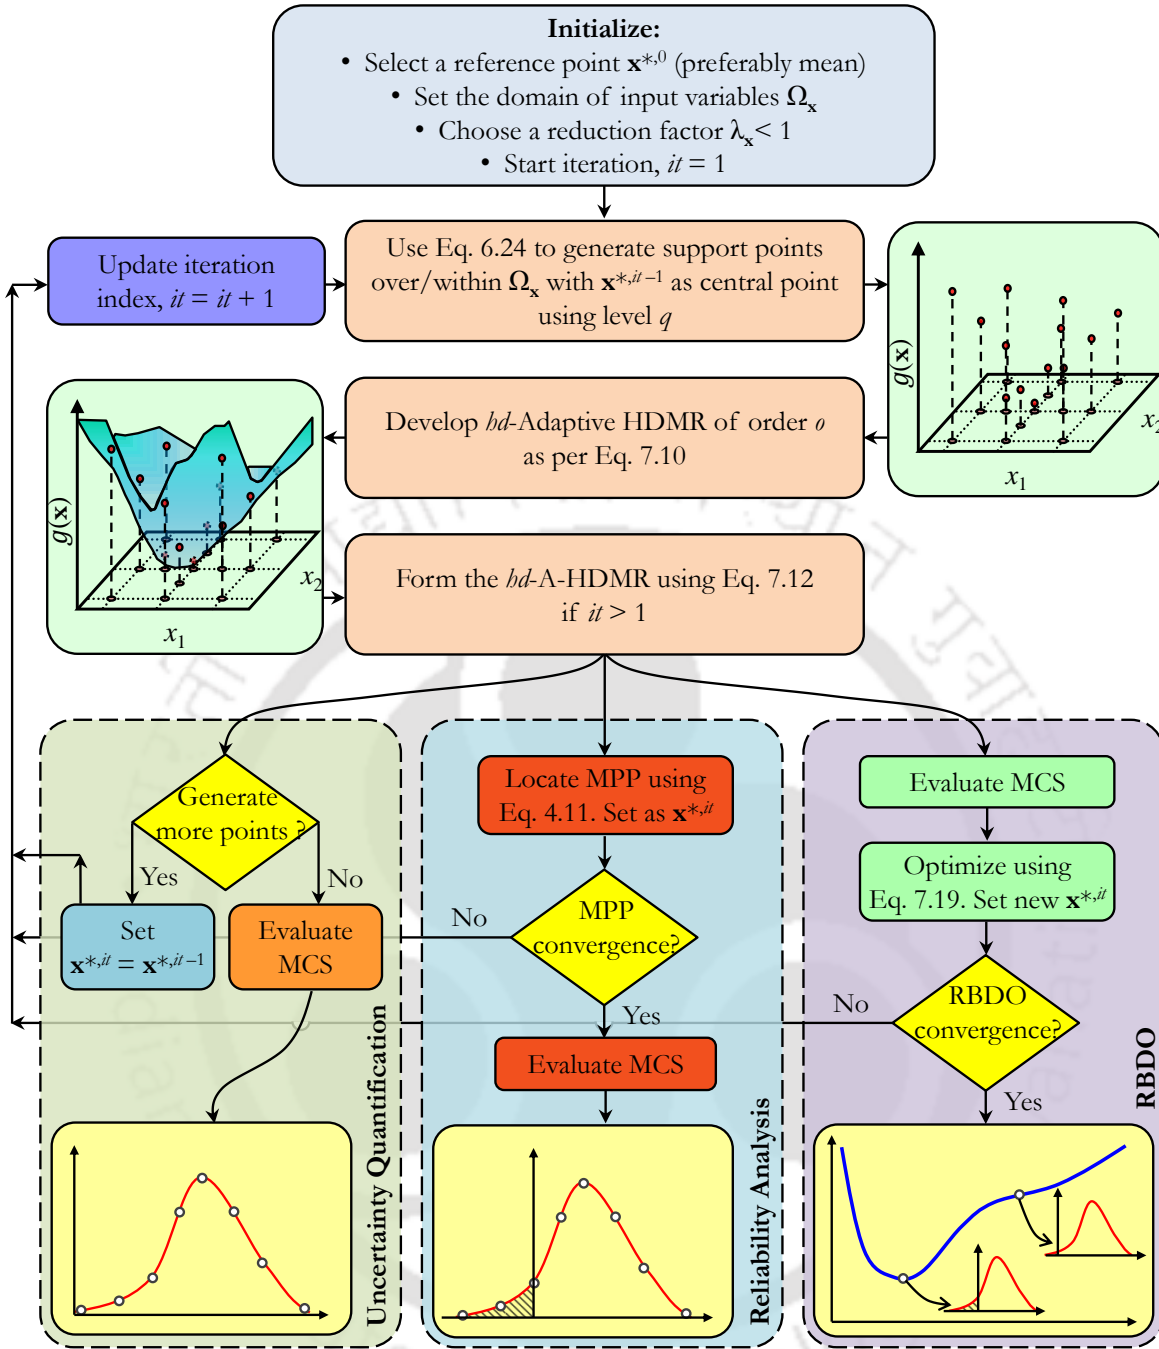 Initialize:
• Select a reference point x*,0 (preferably mean)
• Set the domain of input variables Ωx
• Choose a reduction factor λx< 1
• Start iteration, it = 1
Update iteration
index, it = it + 1
Use Eq. 6.24 to generate support points
over/within Ωx with x*,it−1 as central point
using level q
g(x)
x2
x1
Develop hd-Adaptive HDMR of order o
as per Eq. 7.10
g(x)
x2
x1
Form the hd-A-HDMR using Eq. 7.12
if it > 1
Generate
more points ?
Yes
No
Set
x*,it = x*,it−1
Evaluate
MCS
Uncertainty Quantification
Locate MPP using
Eq. 4.11. Set as x*,it
MPP
convergence?
No
Yes
Evaluate MCS
Reliability Analysis
Evaluate MCS
Optimize using
Eq. 7.19. Set new x*,it
RBDO
convergence?
No
Yes
RBDO